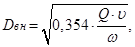 Dвн = √(0,354 · (Q · υ) / ω),